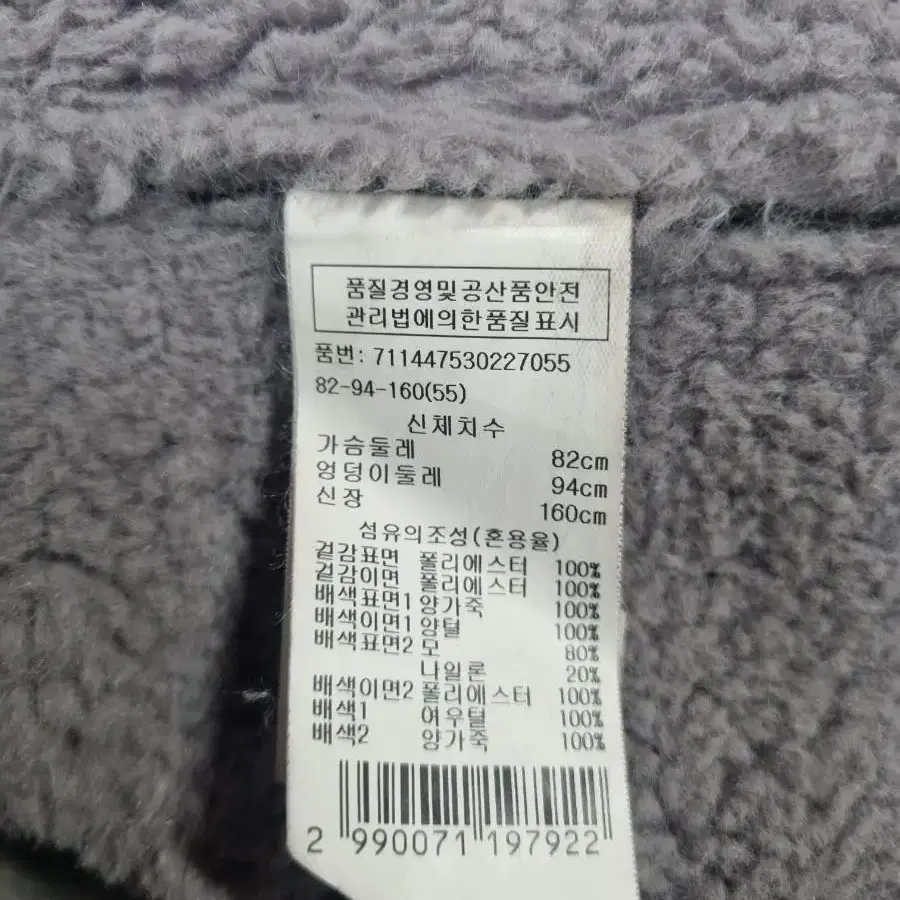 품질경영및공산품안전
관리법에의한품질표시
품번: 711447530227055
82-94-160(55)
신체치수
가슴둘레 82cm
엉덩이둘레 94cm
신장 160cm
섬유의조성(혼용율)
겉감표면 폴리에스터 100%
겉감이면 폴리에스터 100%
배색표면1 양가죽 100%
배색이면1 양털 100%
배색표면2 모 80%
나일론 20%
배색이면2 폴리에스터 100%
배색1 여우털 100%
배색2 양가죽 100%
2 990071 197922